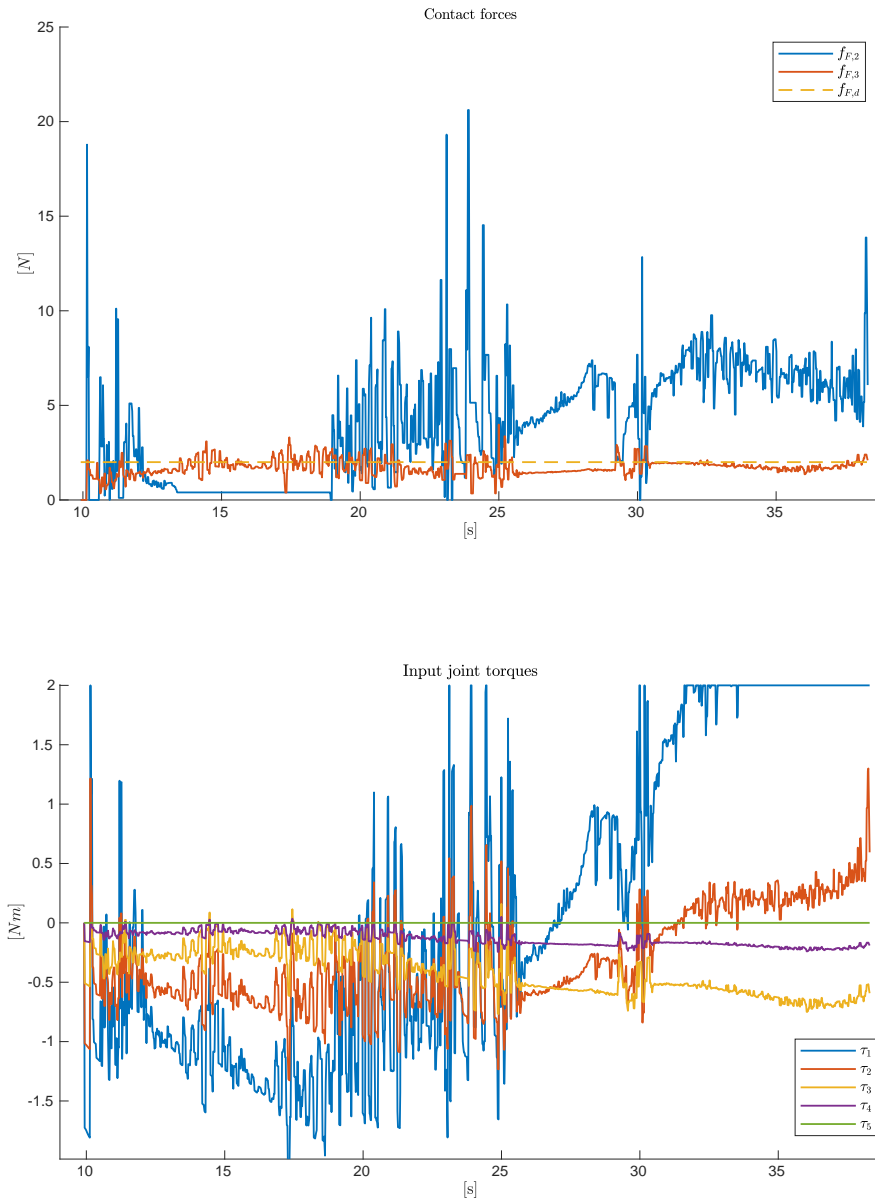 Contact forces
25
20
15
10
5
0
[N]
f_{F,2}
f_{F,3}
f_{F,d}
10 15 20 25 30 35
[s]
Input joint torques
2
1.5
1
0.5
0
-0.5
-1
-1.5
[Nm]
τ_1
τ_2
τ_3
τ_4
τ_5
10 15 20 25 30 35
[s]